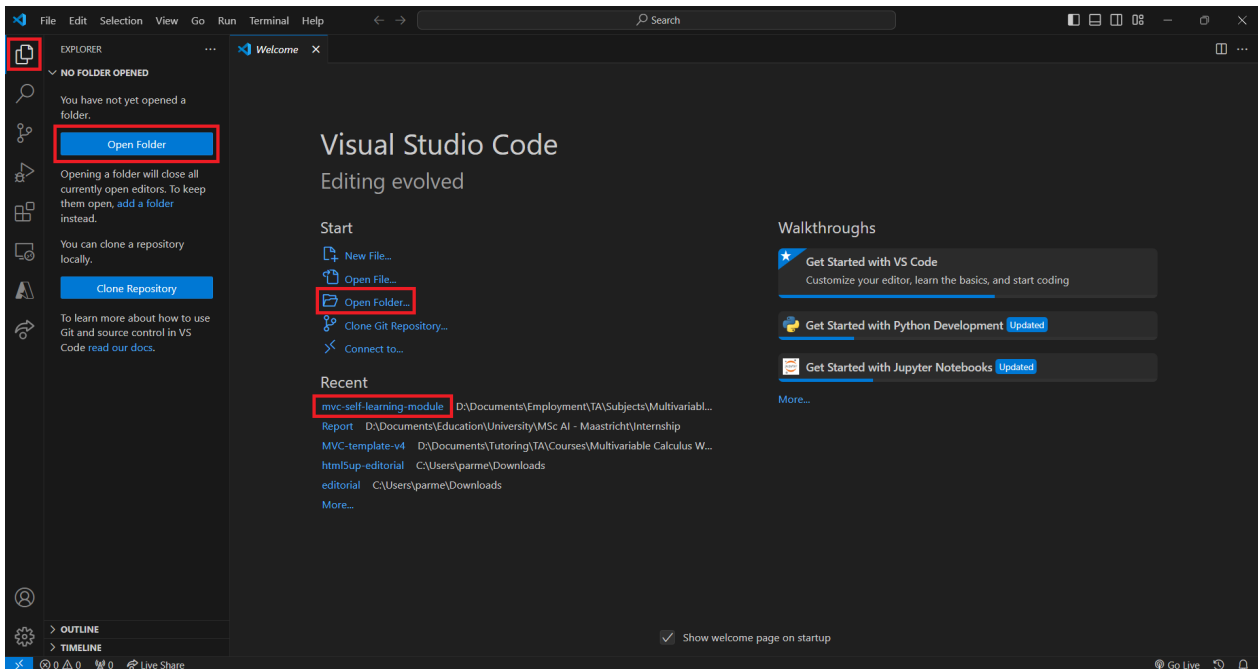 File Edit Selection View Go Run Terminal Help
Search
EXPLORER
Welcome
NO FOLDER OPENED
You have not yet opened a
folder.
Open Folder
Opening a folder will close all
currently open editors. To keep
them open, add a folder
instead.
You can clone a repository
locally.
Clone Repository
To learn more about how to use
Git and source control in VS
Code read our docs.
OUTLINE
TIMELINE
Visual Studio Code
Editing evolved
Start
New File...
Open File...
Open Folder...
Clone Git Repository...
Connect to...
Recent
mvc-self-learning-module D:\Documents\Employment\TA\Subjects\Multivariabl...
Report D:\Documents\Education\University\MSc AI - Maastricht\Internship
MVC-template-v4 D:\Documents\Tutoring\TA\Courses\Multivariable Calculus W...
html5up-editorial C:\Users\parme\Downloads
editorial C:\Users\parme\Downloads
More...
Walkthroughs
Get Started with VS Code
Customize your editor, learn the basics, and start coding
Get Started with Python Development Updated
Get Started with Jupyter Notebooks Updated
More...
Show welcome page on startup
0 0 0 Live Share
Go Live